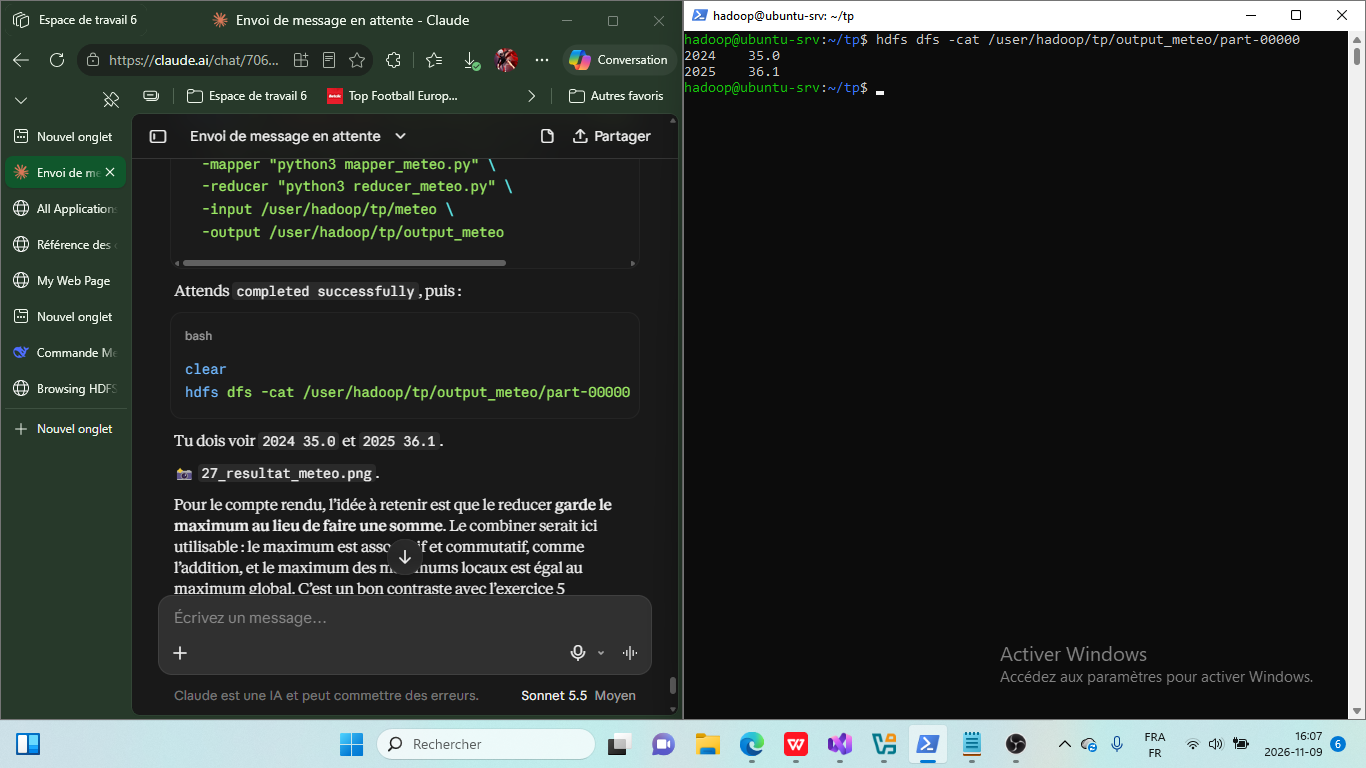 Espace de travail 6
Envoi de message en attente - Claude
https://claude.ai/chat/706...
Conversation
Espace de travail 6
Top Football Europ...
Autres favoris
Nouvel onglet
Envoi de me
All Applications
Référence des
My Web Page
Nouvel onglet
Commande Me
Browsing HDFS
Nouvel onglet
Envoi de message en attente
Partager
-mapper "python3 mapper_meteo.py" \
-reducer "python3 reducer_meteo.py" \
-input /user/hadoop/tp/meteo \
-output /user/hadoop/tp/output_meteo
Attends completed successfully, puis :
bash
clear
hdfs dfs -cat /user/hadoop/tp/output_meteo/part-00000
Tu dois voir 2024 35.0 et 2025 36.1.
27_resultat_meteo.png.
Pour le compte rendu, l'idée à retenir est que le reducer garde le
maximum au lieu de faire une somme. Le combiner serait ici
utilisable : le maximum est asso if et commutatif, comme
l'addition, et le maximum des m mums locaux est égal au
maximum global. C'est un bon contraste avec l'exercice 5
Écrivez un message...
Claude est une IA et peut commettre des erreurs.
Sonnet 5.5 Moyen
hadoop@ubuntu-srv: ~/tp
hadoop@ubuntu-srv:~/tp$ hdfs dfs -cat /user/hadoop/tp/output_meteo/part-00000
2024 35.0
2025 36.1
hadoop@ubuntu-srv:~/tp$
Activer Windows
Accédez aux paramètres pour activer Windows.
Rechercher
FRA
FR
16:07
2026-11-09
6